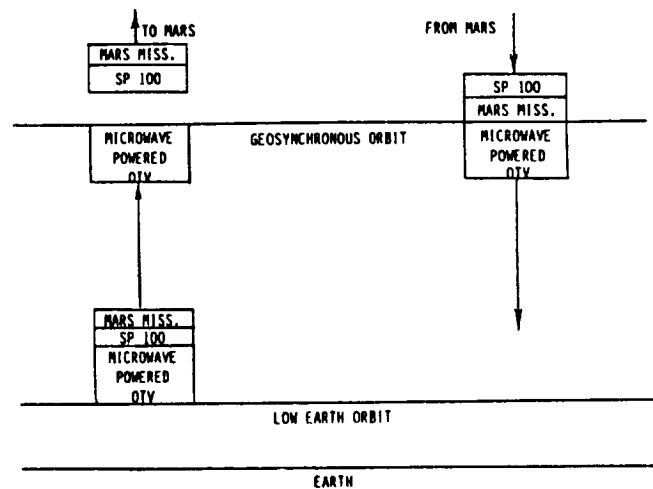 TO MARS
MARS MISS.
SP 100
FROM MARS
SP 100
MARS MISS.
MICROWAVE
POWERED
OTV
GEOSYNCHRONOUS ORBIT
MICROWAVE
POWERED
OTV
MARS MISS.
SP 100
MICROWAVE
POWERED
OTV
LOW EARTH ORBIT
EARTH